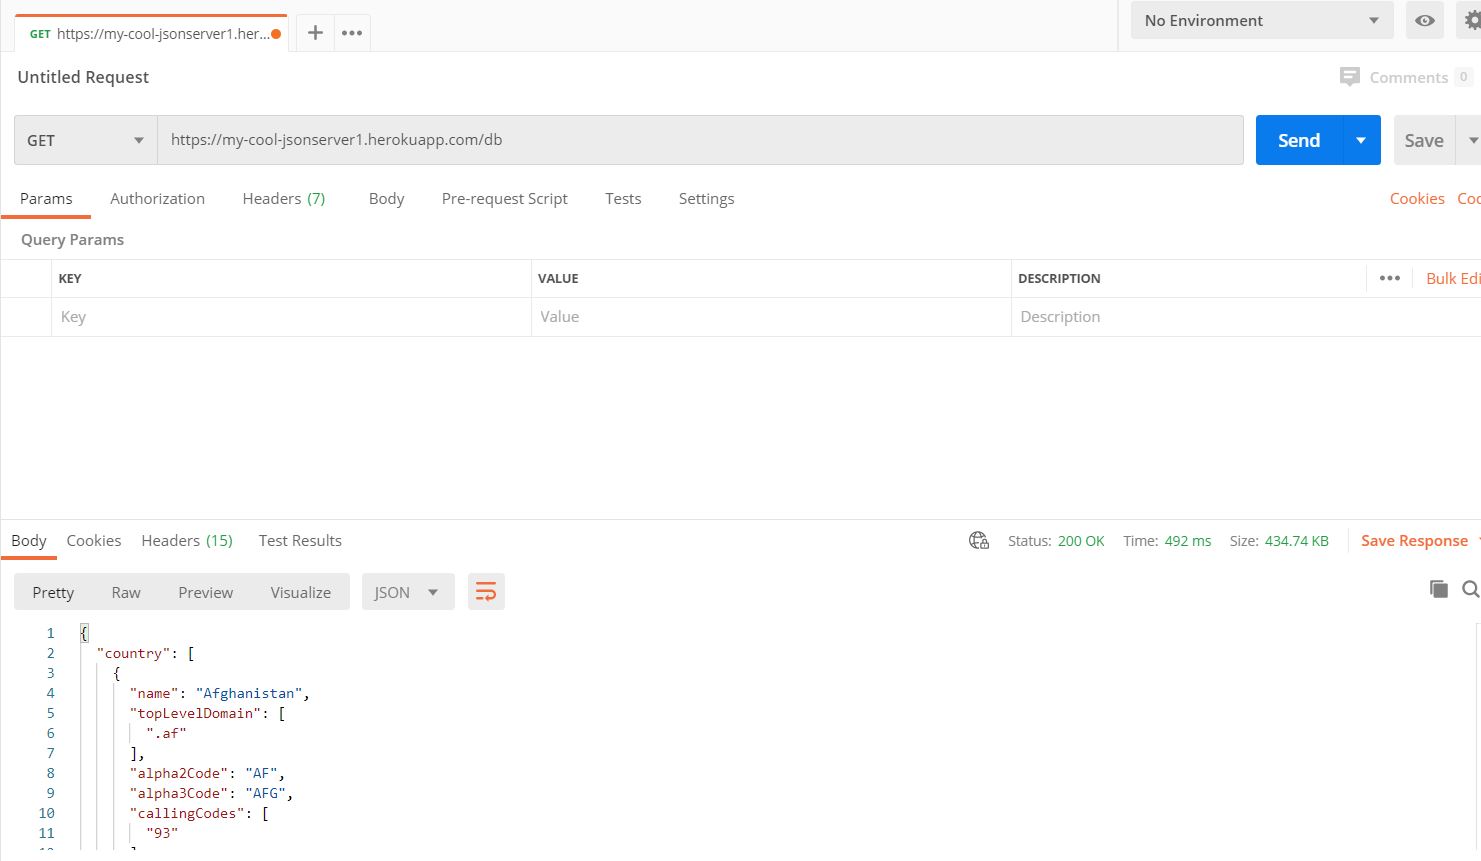 GET https://my-cool-jsonserver1.her... + •••
No Environment
Untitled Request
Comments 0
GET https://my-cool-jsonserver1.herokuapp.com/db Send Save
Params Authorization Headers (7) Body Pre-request Script Tests Settings Cookies Coo
Query Params
KEY VALUE DESCRIPTION ••• Bulk Edi
Key Value Description
Body Cookies Headers (15) Test Results Status: 200 OK Time: 492 ms Size: 434.74 KB Save Response
Pretty Raw Preview Visualize JSON
1 {
2 "country": [
3 {
4 "name": "Afghanistan",
5 "topLevelDomain": [
6 ".af"
7 ],
8 "alpha2Code": "AF",
9 "alpha3Code": "AFG",
10 "callingCodes": [
11 "93"